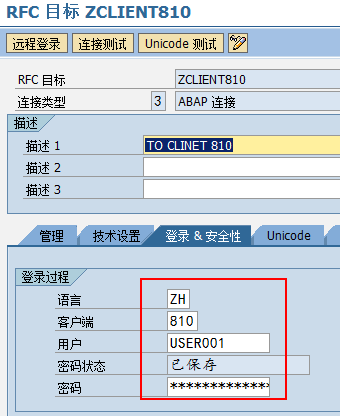 RFC 目标 ZCLIENT810
远程登录 连接测试 Unicode 测试
RFC 目标 ZCLIENT810
连接类型 3 ABAP 连接
描述
描述 1 TO CLINET 810
描述 2
描述 3
管理 技术设置 登录 & 安全性 Unicode
登录过程
语言 ZH
客户端 810
用户 USER001
密码状态 已保存
密码 *************